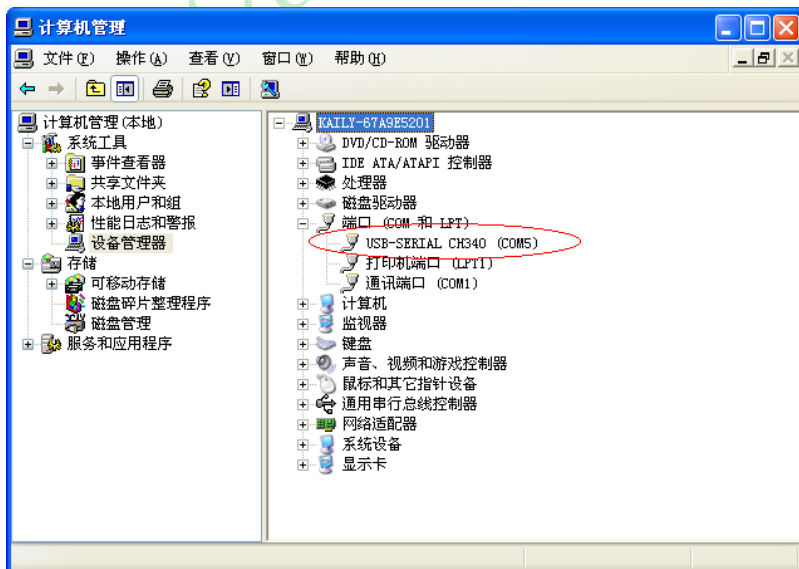 计算机管理
文件(F) 操作(A) 查看(V) 窗口(W) 帮助(H)
计算机管理(本地)
系统工具
事件查看器
共享文件夹
本地用户和组
性能日志和警报
设备管理器
存储
可移动存储
磁盘碎片整理程序
磁盘管理
服务和应用程序
KAILY-67A9E5201
DVD/CD-ROM 驱动器
IDE ATA/ATAPI 控制器
处理器
磁盘驱动器
端口 (COM 和 LPT)
USB-SERIAL CH340 (COM5)
打印机端口 (LPT1)
通讯端口 (COM1)
计算机
监视器
键盘
声音、视频和游戏控制器
鼠标和其它指针设备
通用串行总线控制器
网络适配器
系统设备
显示卡